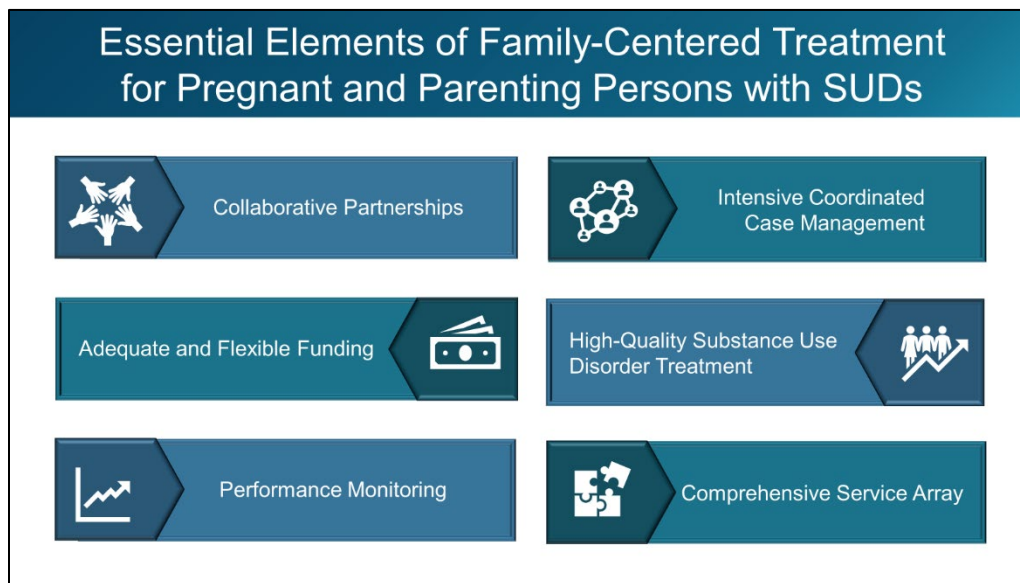 Essential Elements of Family-Centered Treatment
for Pregnant and Parenting Persons with SUDs
Collaborative Partnerships
Intensive Coordinated
Case Management
Adequate and Flexible Funding
High-Quality Substance Use
Disorder Treatment
Performance Monitoring
Comprehensive Service Array